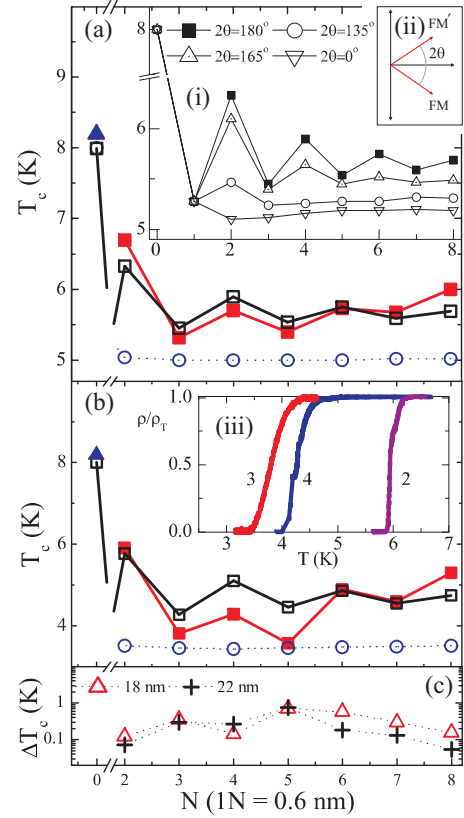 (a)
T_c (K)
9
8
7
6
5
2θ=180° 2θ=135°
2θ=165° 2θ=0°
(i)
8
6
5
0 1 2 4 6 8
(ii)
FM′
2θ
FM
(b)
T_c (K)
8
6
4
ρ/ρ_T
(iii)
1.0
0.5
0.0
3 4 2
3 4 5 6 7
T (K)
(c)
18 nm 22 nm
ΔT_c (K)
1
0.1
0 2 3 4 5 6 7 8
N (1N = 0.6 nm)